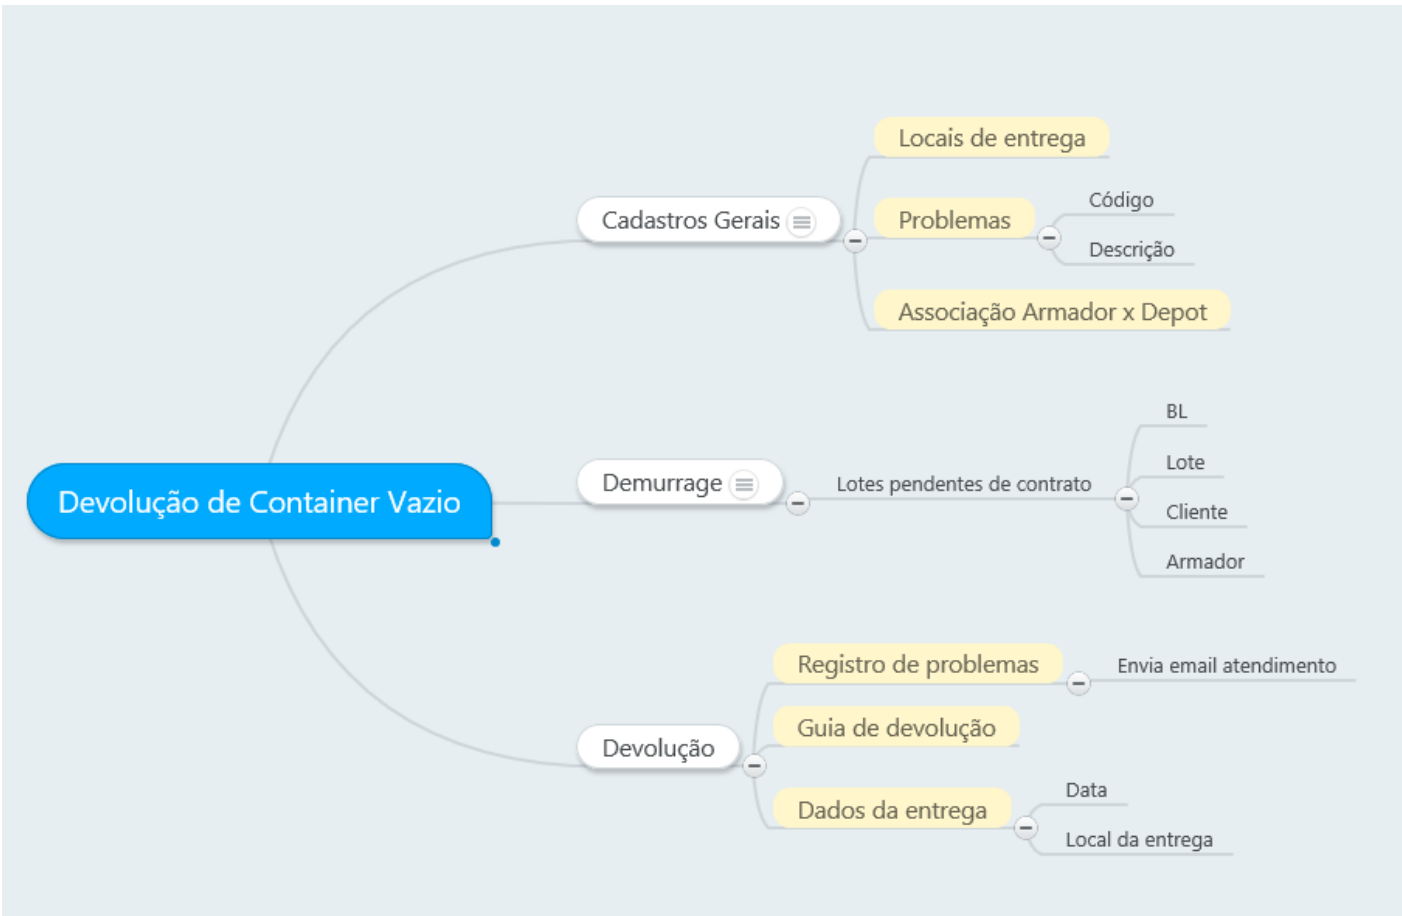 Devolução de Container Vazio
Cadastros Gerais
Locais de entrega
Problemas
Código
Descrição
Associação Armador x Depot
Demurrage
Lotes pendentes de contrato
BL
Lote
Cliente
Armador
Devolução
Registro de problemas
Envia email atendimento
Guia de devolução
Dados da entrega
Data
Local da entrega